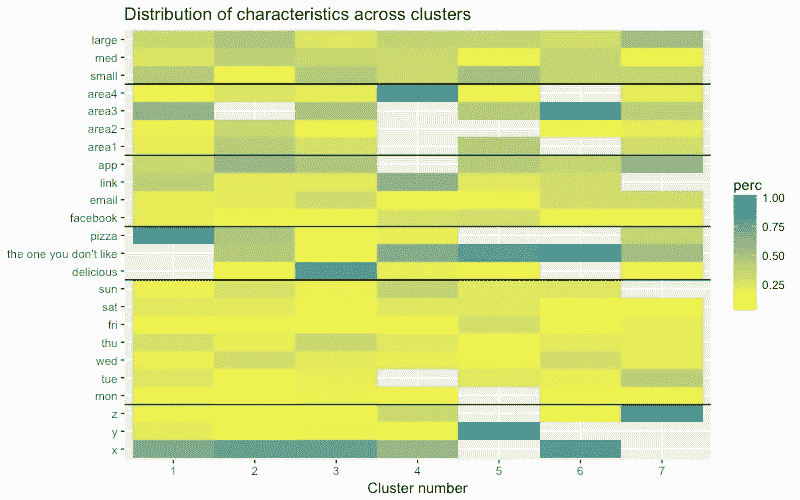 Distribution of characteristics across clusters
large
med
small
area4
area3
area2
area1
app
link
email
facebook
pizza
the one you don't like
delicious
sun
sat
fri
thu
wed
tue
mon
z
y
x
1 2 3 4 5 6 7
Cluster number
perc
1.00
0.75
0.50
0.25